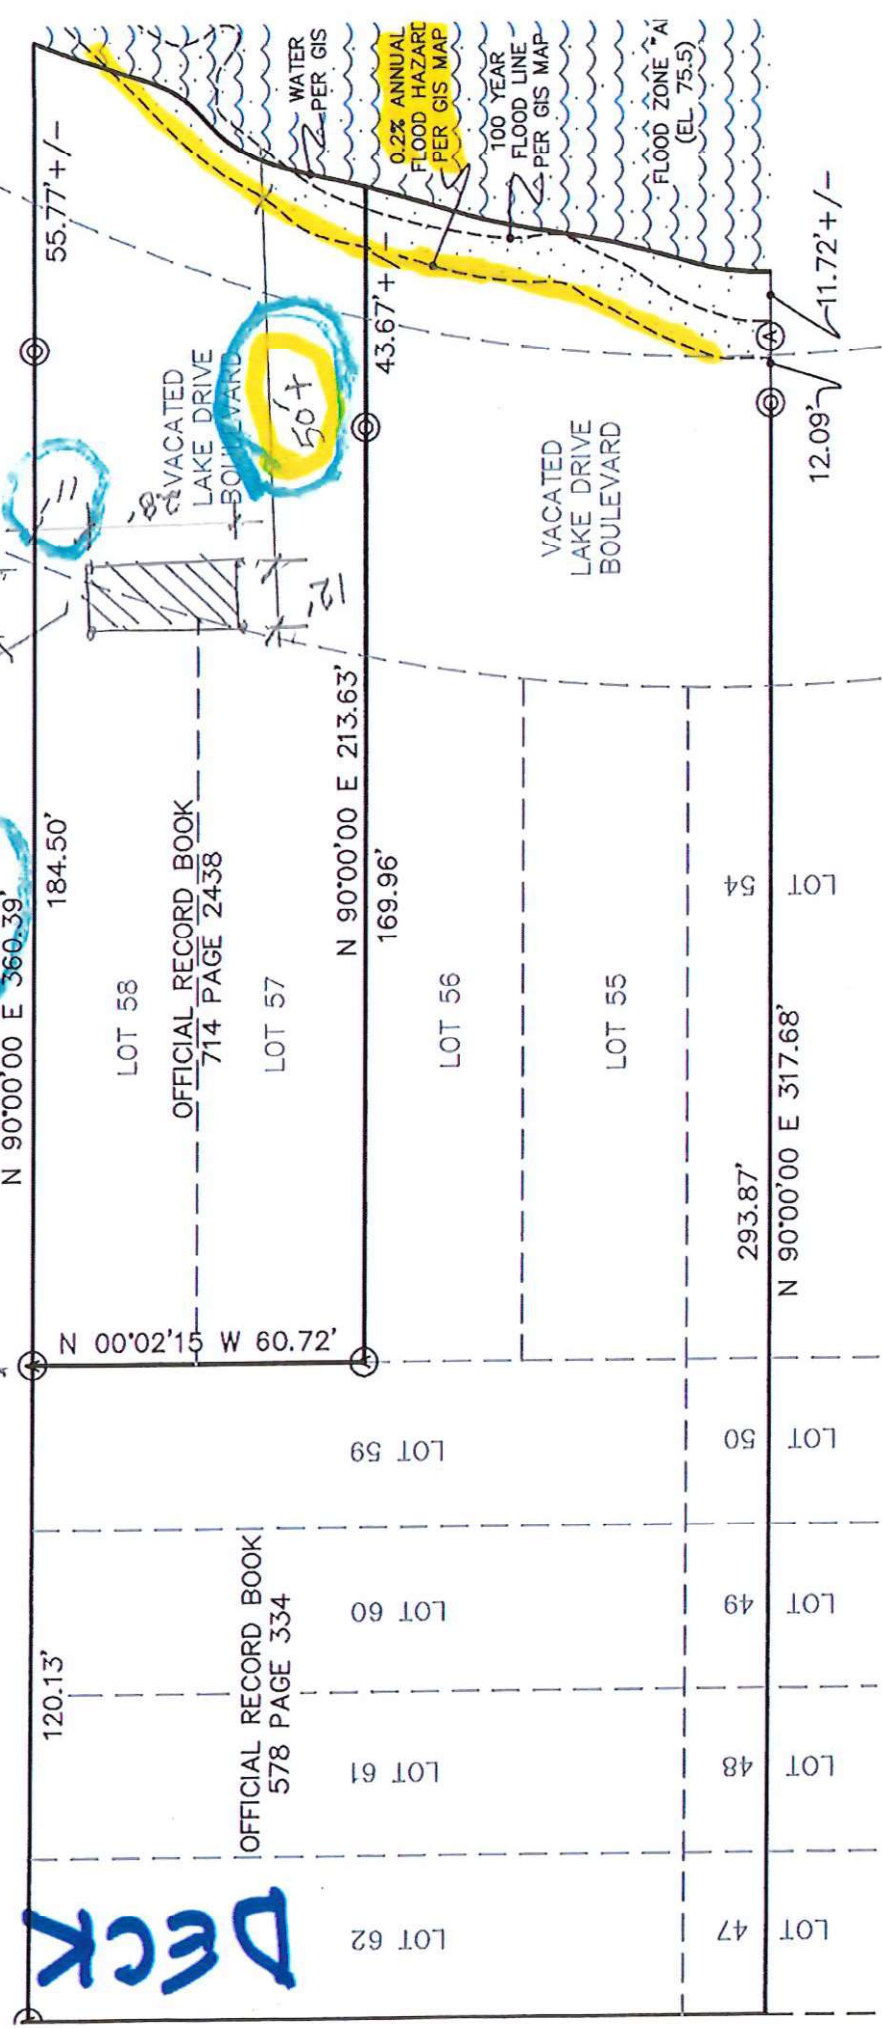 N 90°00'00 E 360.39'
55.77'+/-
184.50'
120.13'
WATER
PER GIS
0.2% ANNUAL
FLOOD HAZARD
PER GIS MAP
100 YEAR
FLOOD LINE
PER GIS MAP
FLOOD ZONE "A
(EL 75.5)
11'
VACATED
LAKE DRIVE
BOULEVARD
50'+
12'
43.67'+
N 90°00'00 E 213.63'
169.96'
VACATED
LAKE DRIVE
BOULEVARD
11.72'+/-
12.09'
A
LOT 58
OFFICIAL RECORD BOOK
714 PAGE 2438
LOT 57
LOT 56
LOT 55
LOT 54
293.87'
N 90°00'00 E 317.68'
N 00°02'15 W 60.72'
LOT 59
LOT 50
OFFICIAL RECORD BOOK
578 PAGE 334
LOT 60
LOT 49
LOT 61
LOT 48
LOT 62
LOT 47
DECK